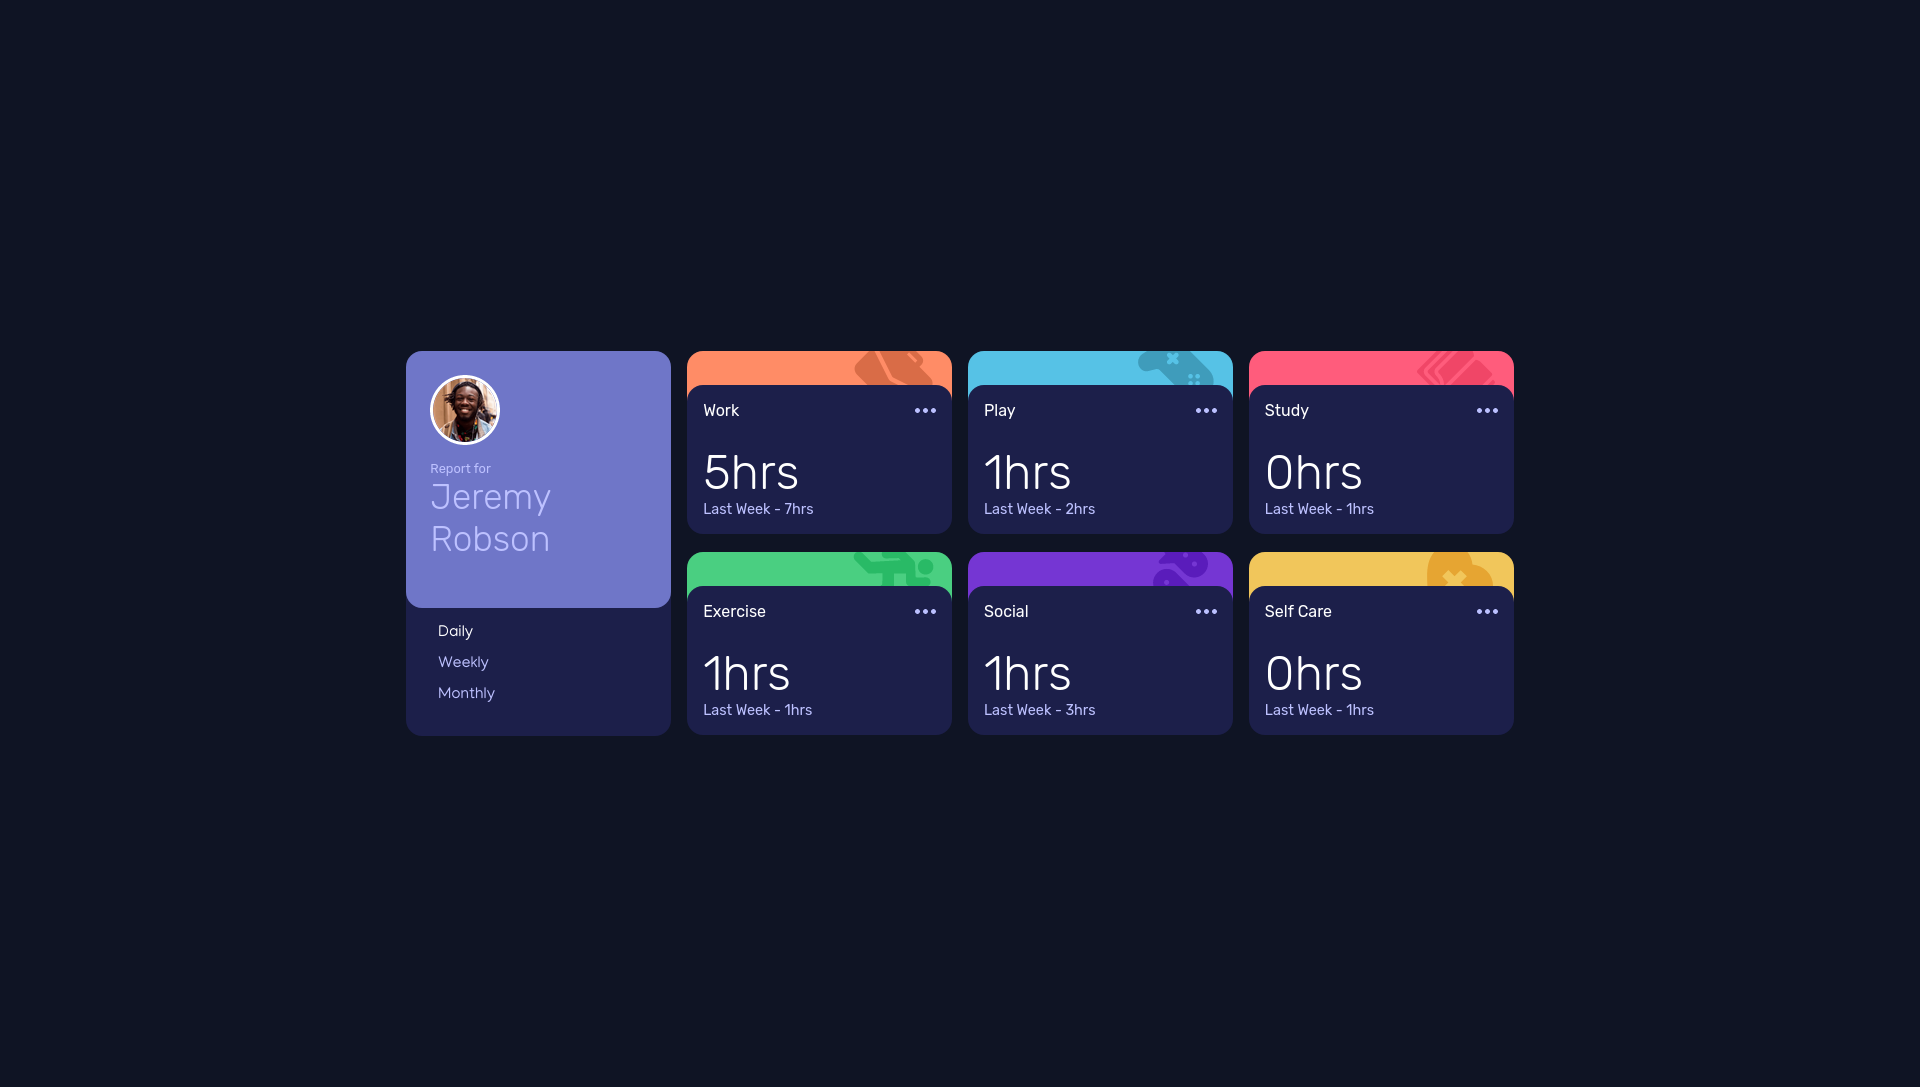 Report for
Jeremy
Robson
Daily
Weekly
Monthly
Work
5hrs
Last Week - 7hrs
Play
1hrs
Last Week - 2hrs
Study
0hrs
Last Week - 1hrs
Exercise
1hrs
Last Week - 1hrs
Social
1hrs
Last Week - 3hrs
Self Care
0hrs
Last Week - 1hrs